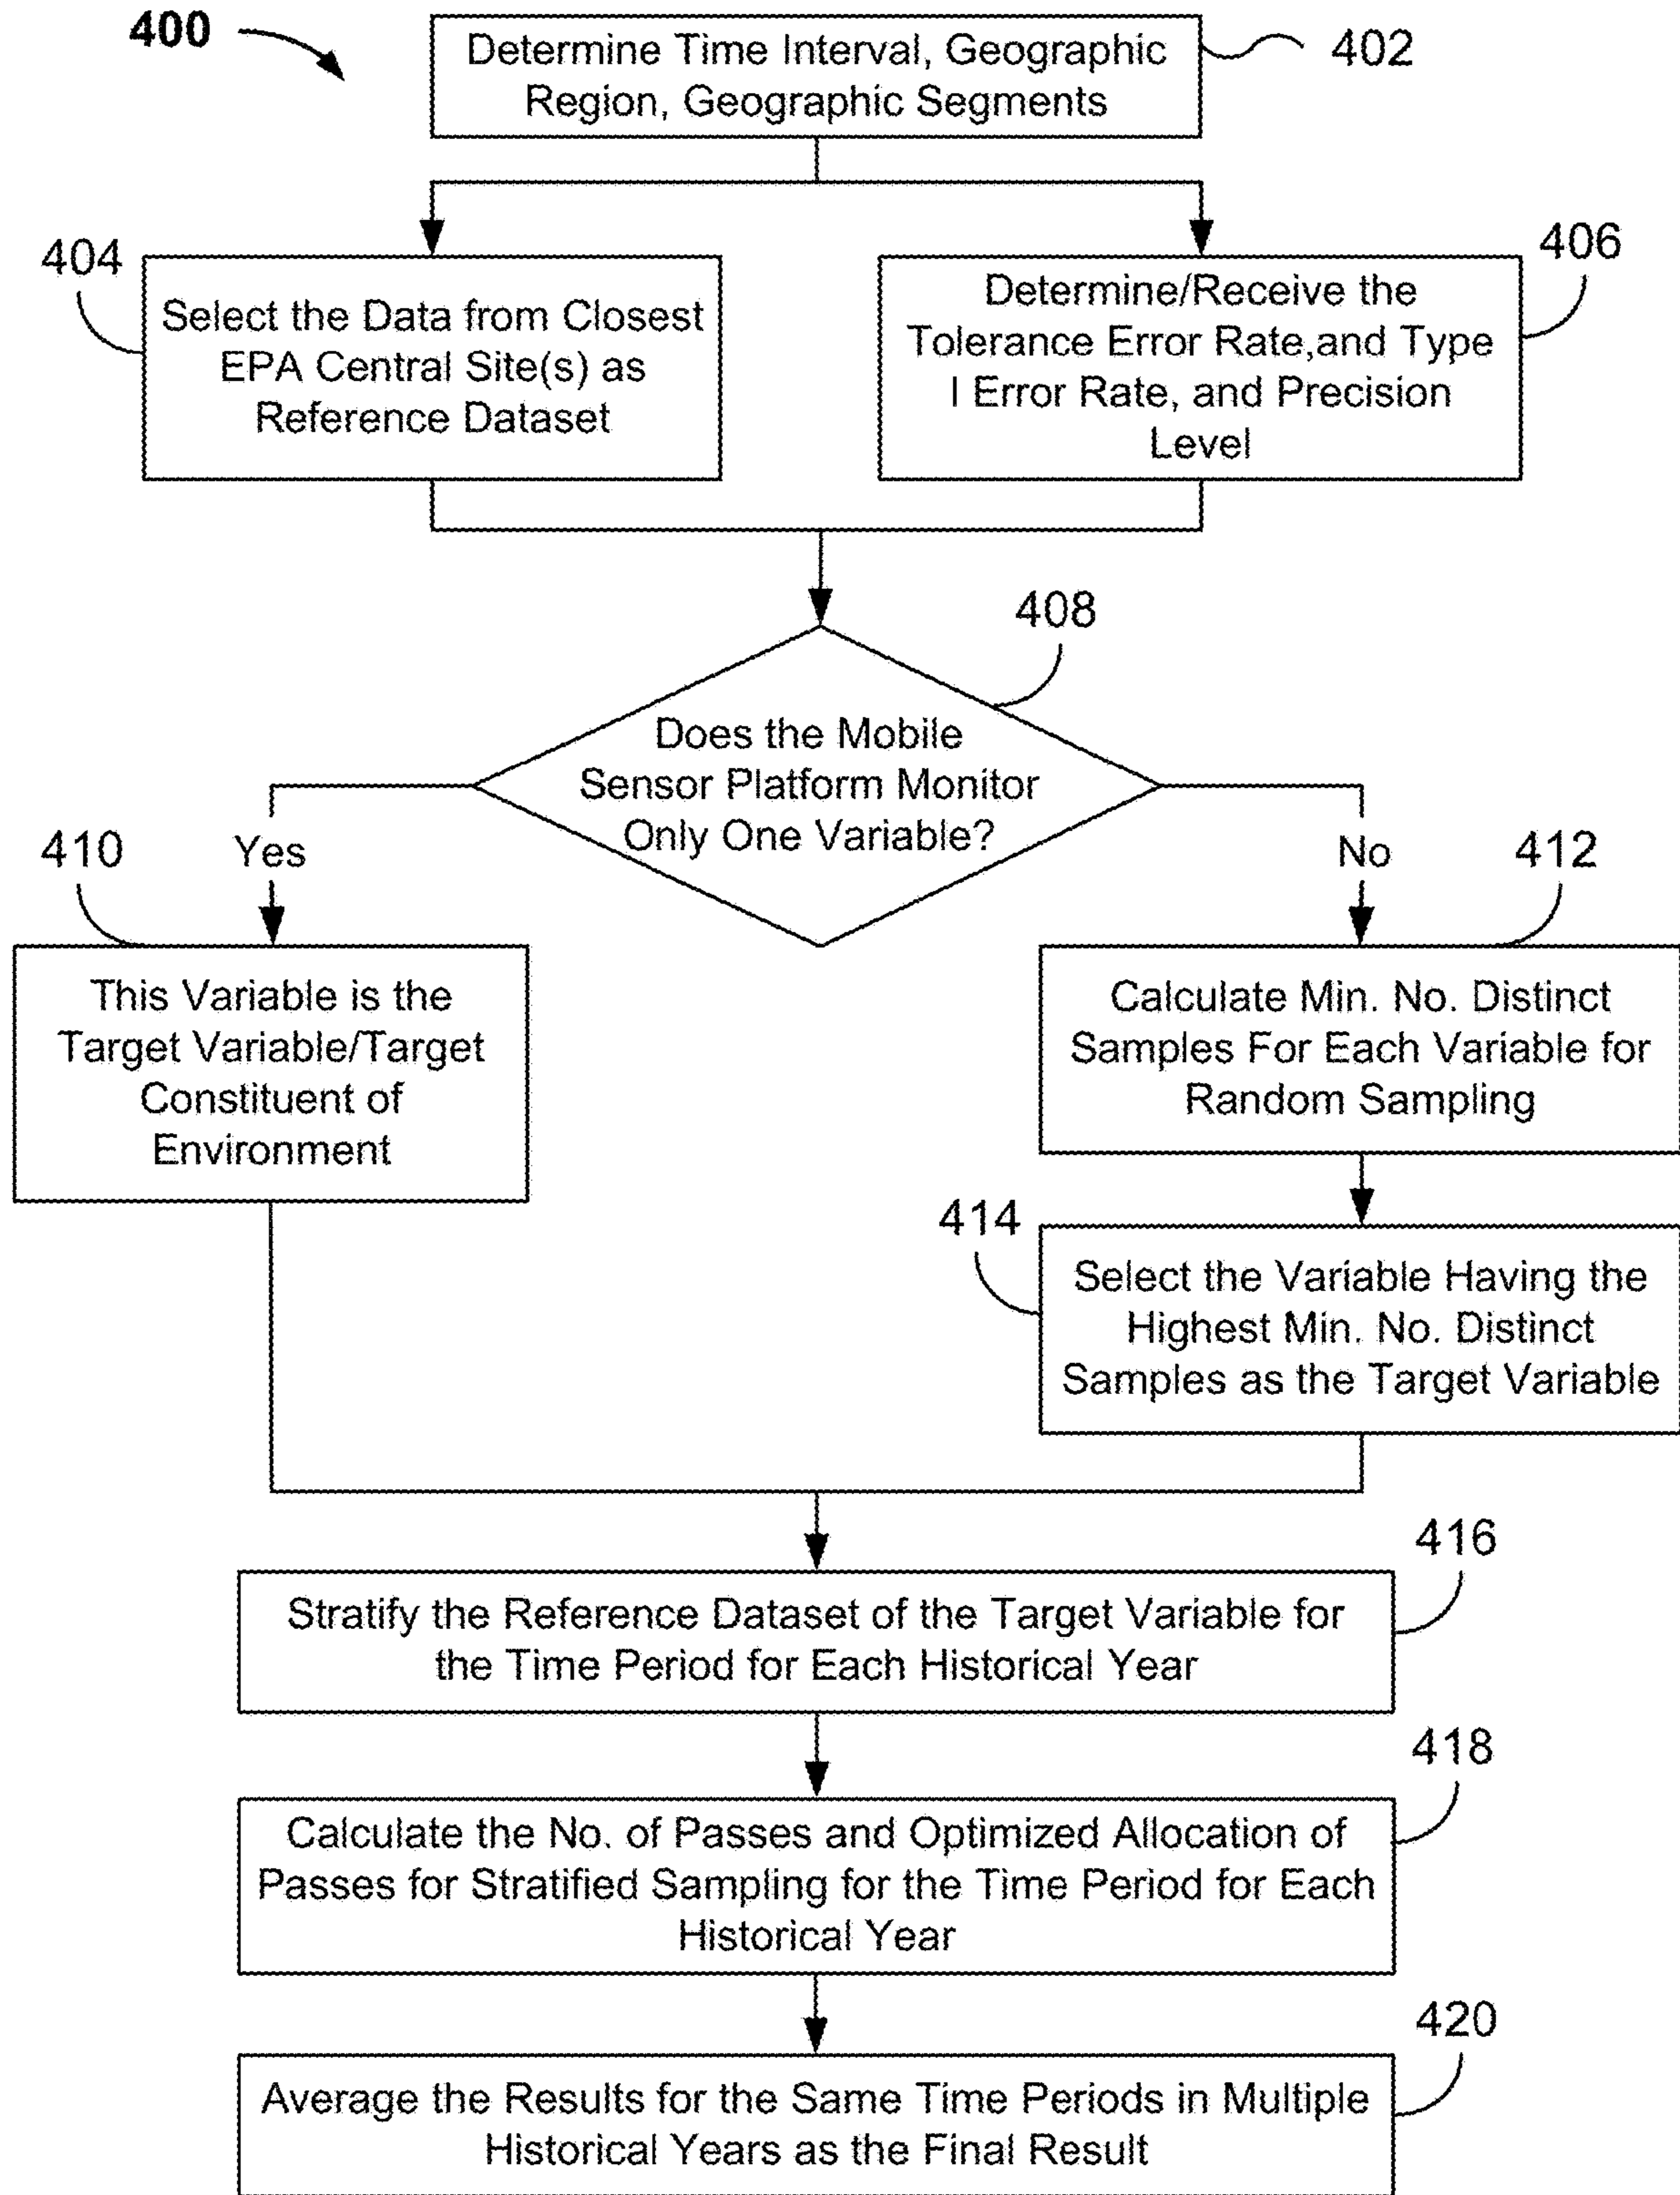 400
Determine Time Interval, Geographic
Region, Geographic Segments
402
404
Select the Data from Closest
EPA Central Site(s) as
Reference Dataset
406
Determine/Receive the
Tolerance Error Rate,and Type
I Error Rate, and Precision
Level
408
Does the Mobile
Sensor Platform Monitor
Only One Variable?
410
Yes
This Variable is the
Target Variable/Target
Constituent of
Environment
No
412
Calculate Min. No. Distinct
Samples For Each Variable for
Random Sampling
414
Select the Variable Having the
Highest Min. No. Distinct
Samples as the Target Variable
416
Stratify the Reference Dataset of the Target Variable for
the Time Period for Each Historical Year
418
Calculate the No. of Passes and Optimized Allocation of
Passes for Stratified Sampling for the Time Period for Each
Historical Year
420
Average the Results for the Same Time Periods in Multiple
Historical Years as the Final Result